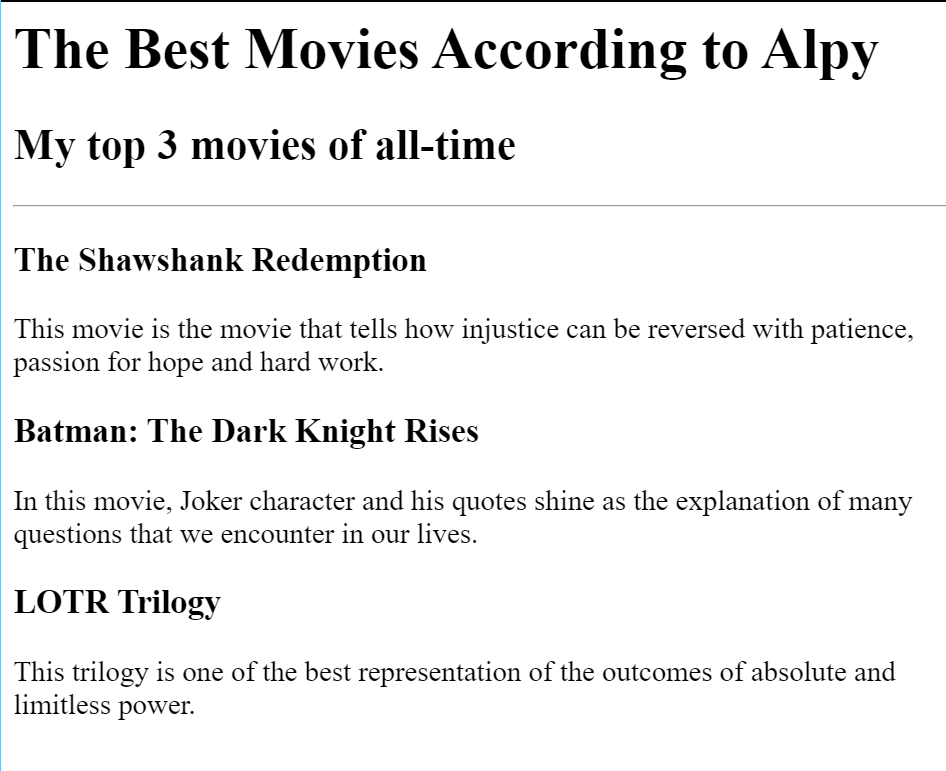 The Best Movies According to Alpy
My top 3 movies of all-time
The Shawshank Redemption
This movie is the movie that tells how injustice can be reversed with patience,
passion for hope and hard work.
Batman: The Dark Knight Rises
In this movie, Joker character and his quotes shine as the explanation of many
questions that we encounter in our lives.
LOTR Trilogy
This trilogy is one of the best representation of the outcomes of absolute and
limitless power.